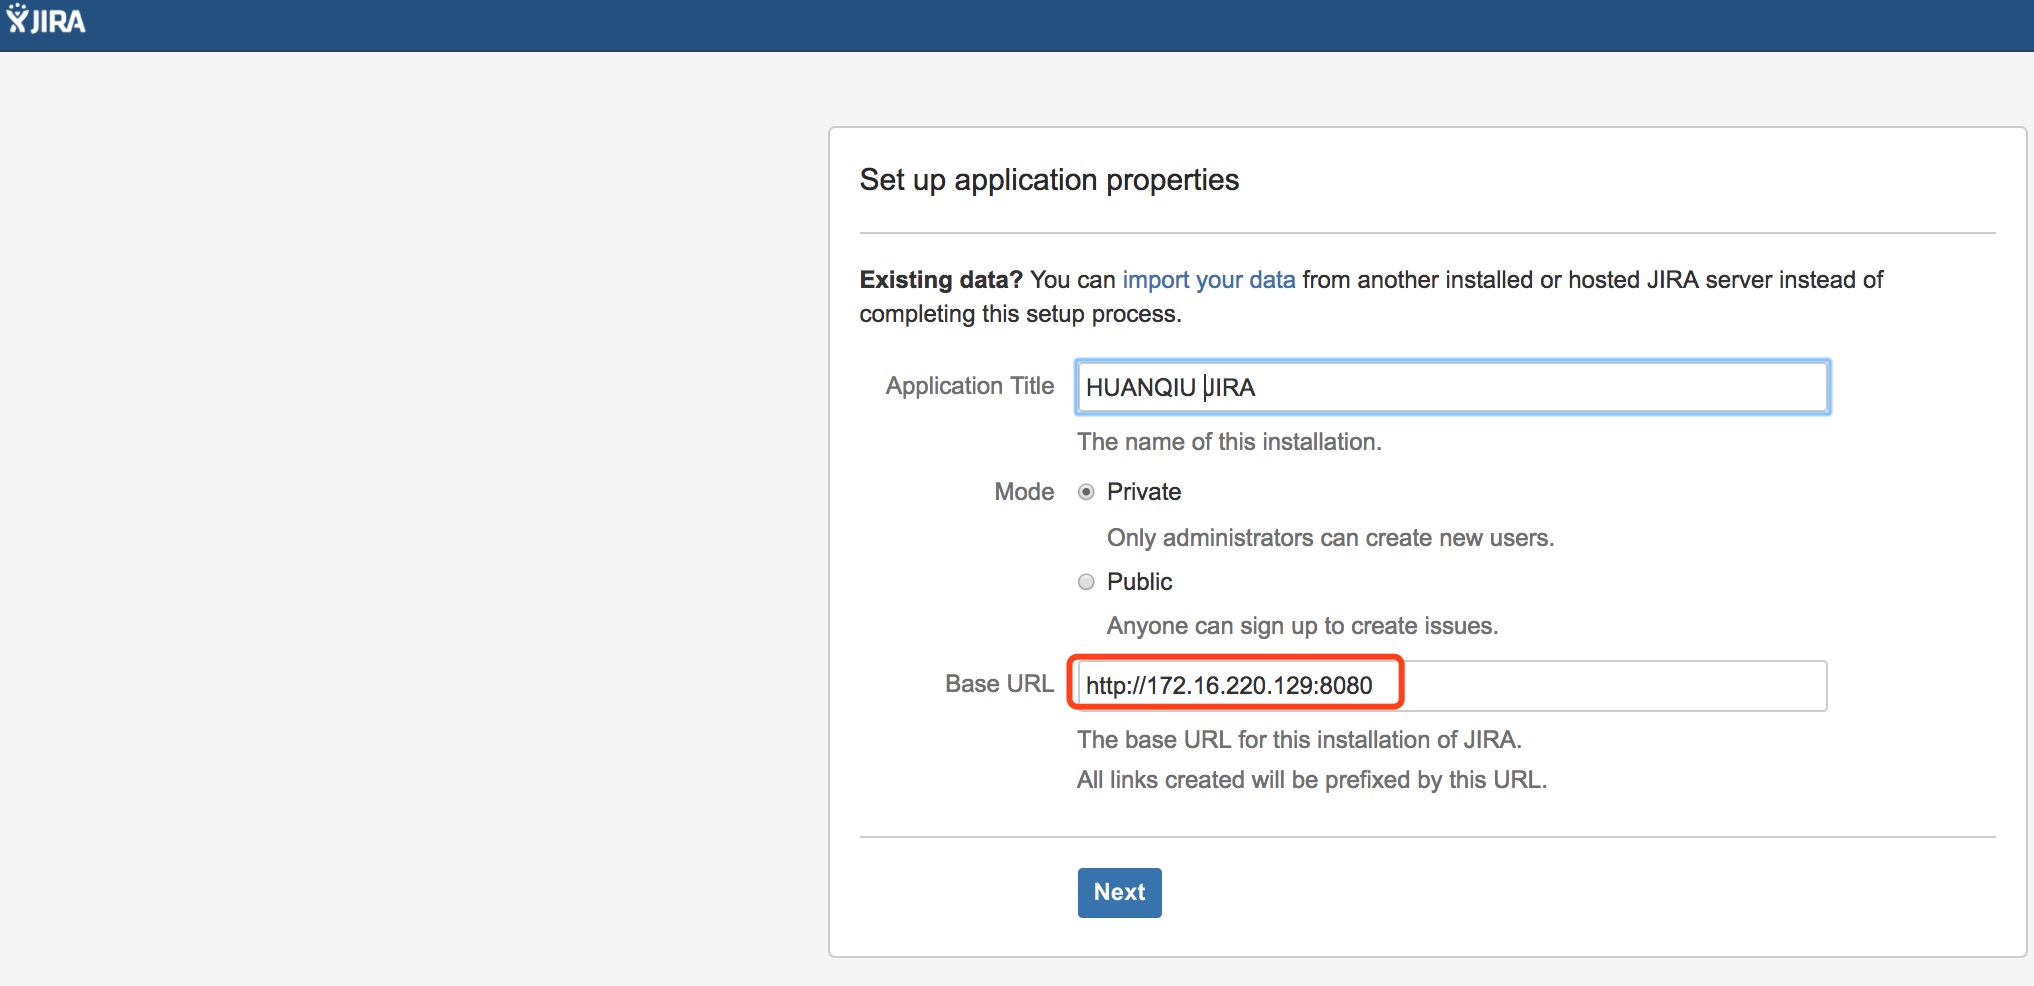 JIRA
Set up application properties
Existing data? You can import your data from another installed or hosted JIRA server instead of
completing this setup process.
Application Title
HUANQIU JIRA
The name of this installation.
Mode
Private
Only administrators can create new users.
Public
Anyone can sign up to create issues.
Base URL
http://172.16.220.129:8080
The base URL for this installation of JIRA.
All links created will be prefixed by this URL.
Next